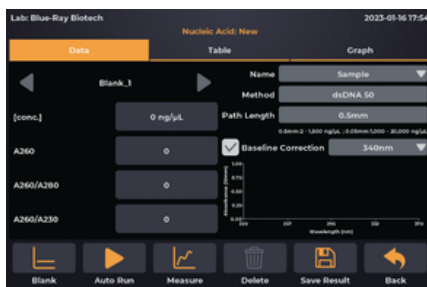 Lab: Blue-Ray Biotech
2023-01-16 17:54
Nucleic Acid: New
Data
Table
Graph
Blank_1
Name
Sample
Method
dsDNA 50
[conc.]
0 ng/μL
Path Length
0.5mm
Baseline Correction
340nm
A260
0
A260/A280
0
A260/A230
0
Wavelength (nm)
Blank
Auto Run
Measure
Delete
Save Result
Back